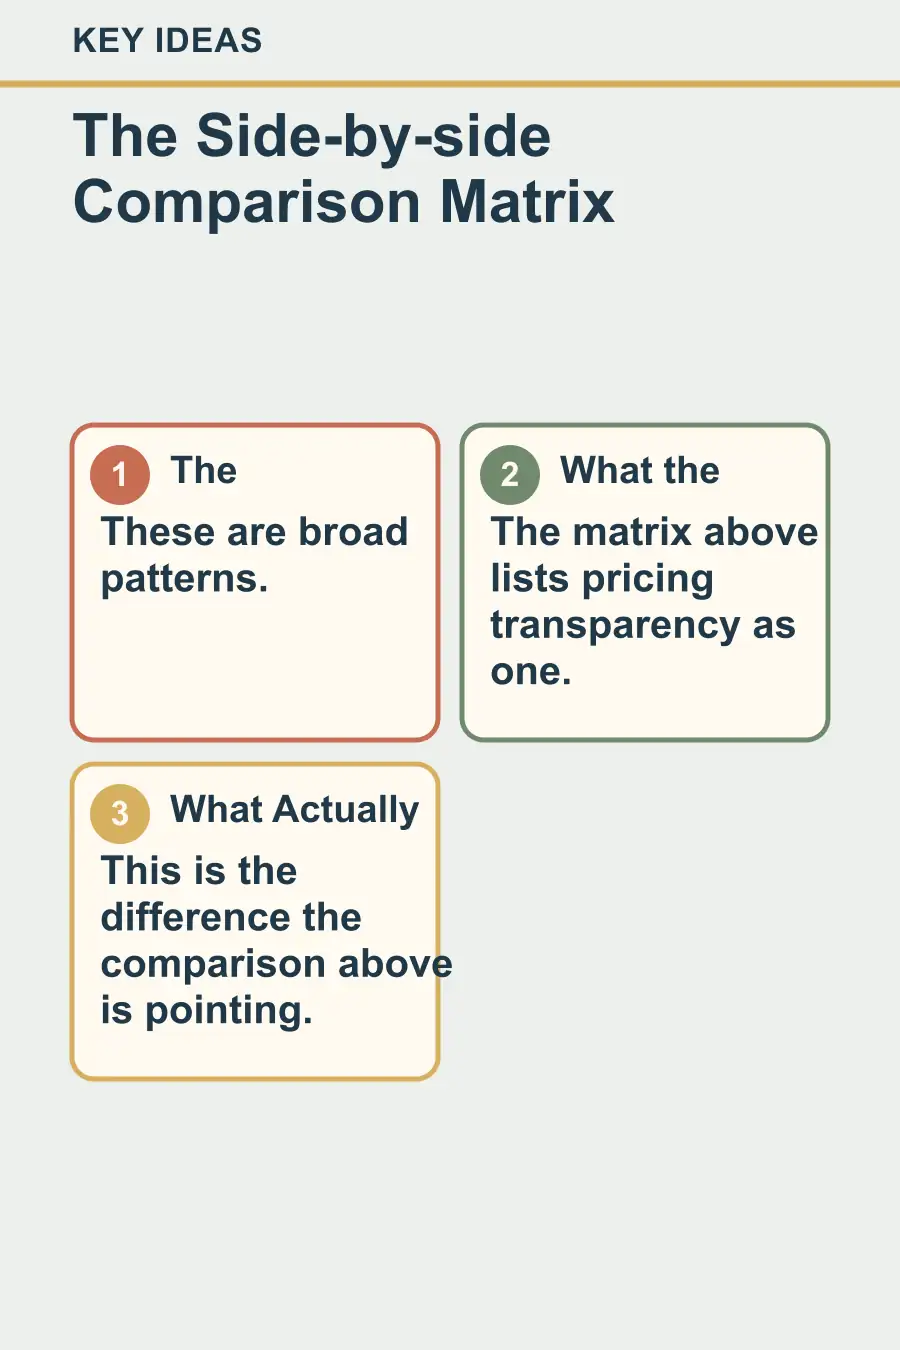 KEY IDEAS
The Side-by-side
Comparison Matrix
1 The
These are broad
patterns.
2 What the
The matrix above
lists pricing
transparency as
one.
3 What Actually
This is the
difference the
comparison above
is pointing.